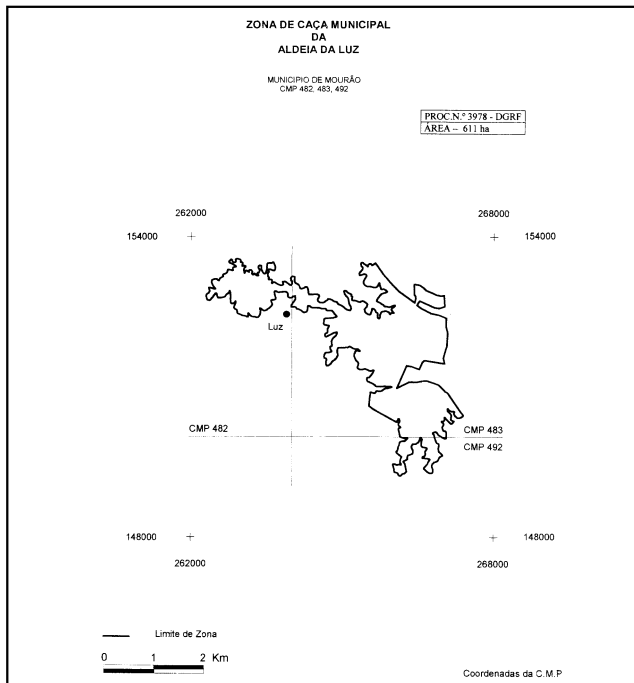 ZONA DE CAÇA MUNICIPAL
DA
ALDEIA DA LUZ
MUNICIPIO DE MOURÃO
CMP 482, 483, 492
PROC.N.º 3978 - DGRF
ÁREA – 611 ha
262000
268000
154000
154000
Luz
CMP 482
CMP 483
CMP 492
148000
148000
262000
268000
Limite de Zona
0 1 2 Km
Coordenadas da C.M.P